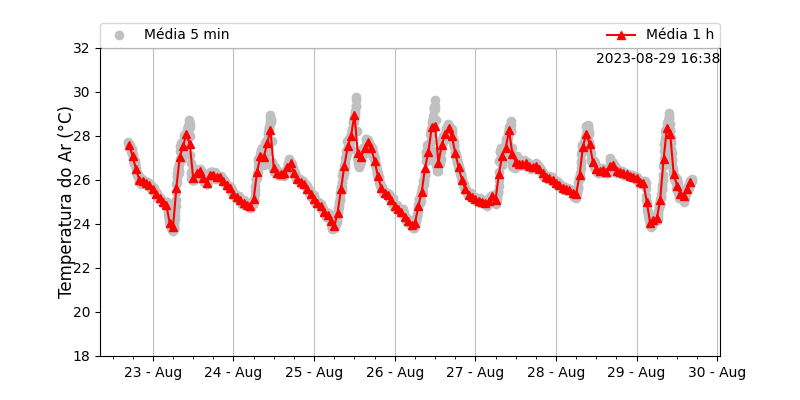 Média 5 min
Média 1 h
2023-08-29 16:38
Temperatura do Ar (°C)
32
30
28
26
24
22
20
18
23 - Aug
24 - Aug
25 - Aug
26 - Aug
27 - Aug
28 - Aug
29 - Aug
30 - Aug